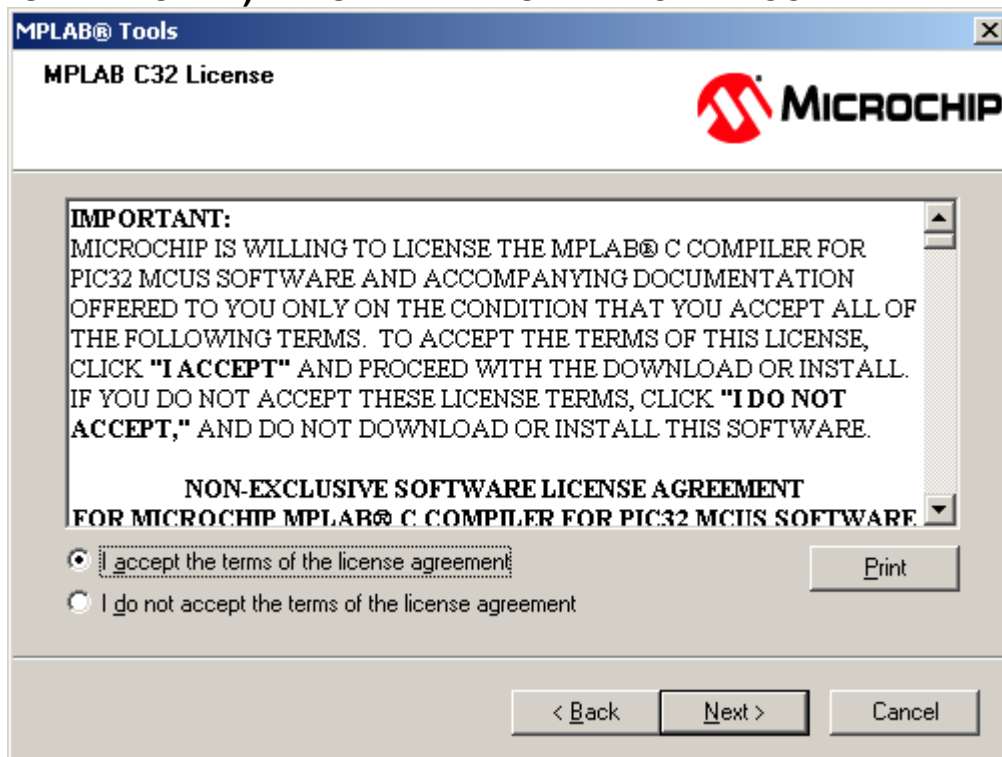 MPLAB® Tools
MPLAB C32 License
MICROCHIP
IMPORTANT:
MICROCHIP IS WILLING TO LICENSE THE MPLAB® C COMPILER FOR
PIC32 MCUS SOFTWARE AND ACCOMPANYING DOCUMENTATION
OFFERED TO YOU ONLY ON THE CONDITION THAT YOU ACCEPT ALL OF
THE FOLLOWING TERMS.  TO ACCEPT THE TERMS OF THIS LICENSE,
CLICK "I ACCEPT" AND PROCEED WITH THE DOWNLOAD OR INSTALL.
IF YOU DO NOT ACCEPT THESE LICENSE TERMS, CLICK "I DO NOT
ACCEPT," AND DO NOT DOWNLOAD OR INSTALL THIS SOFTWARE.
NON-EXCLUSIVE SOFTWARE LICENSE AGREEMENT
FOR MICROCHIP MPLAB® C COMPILER FOR PIC32 MCUS SOFTWARE
I accept the terms of the license agreement
Print
I do not accept the terms of the license agreement
< Back
Next >
Cancel